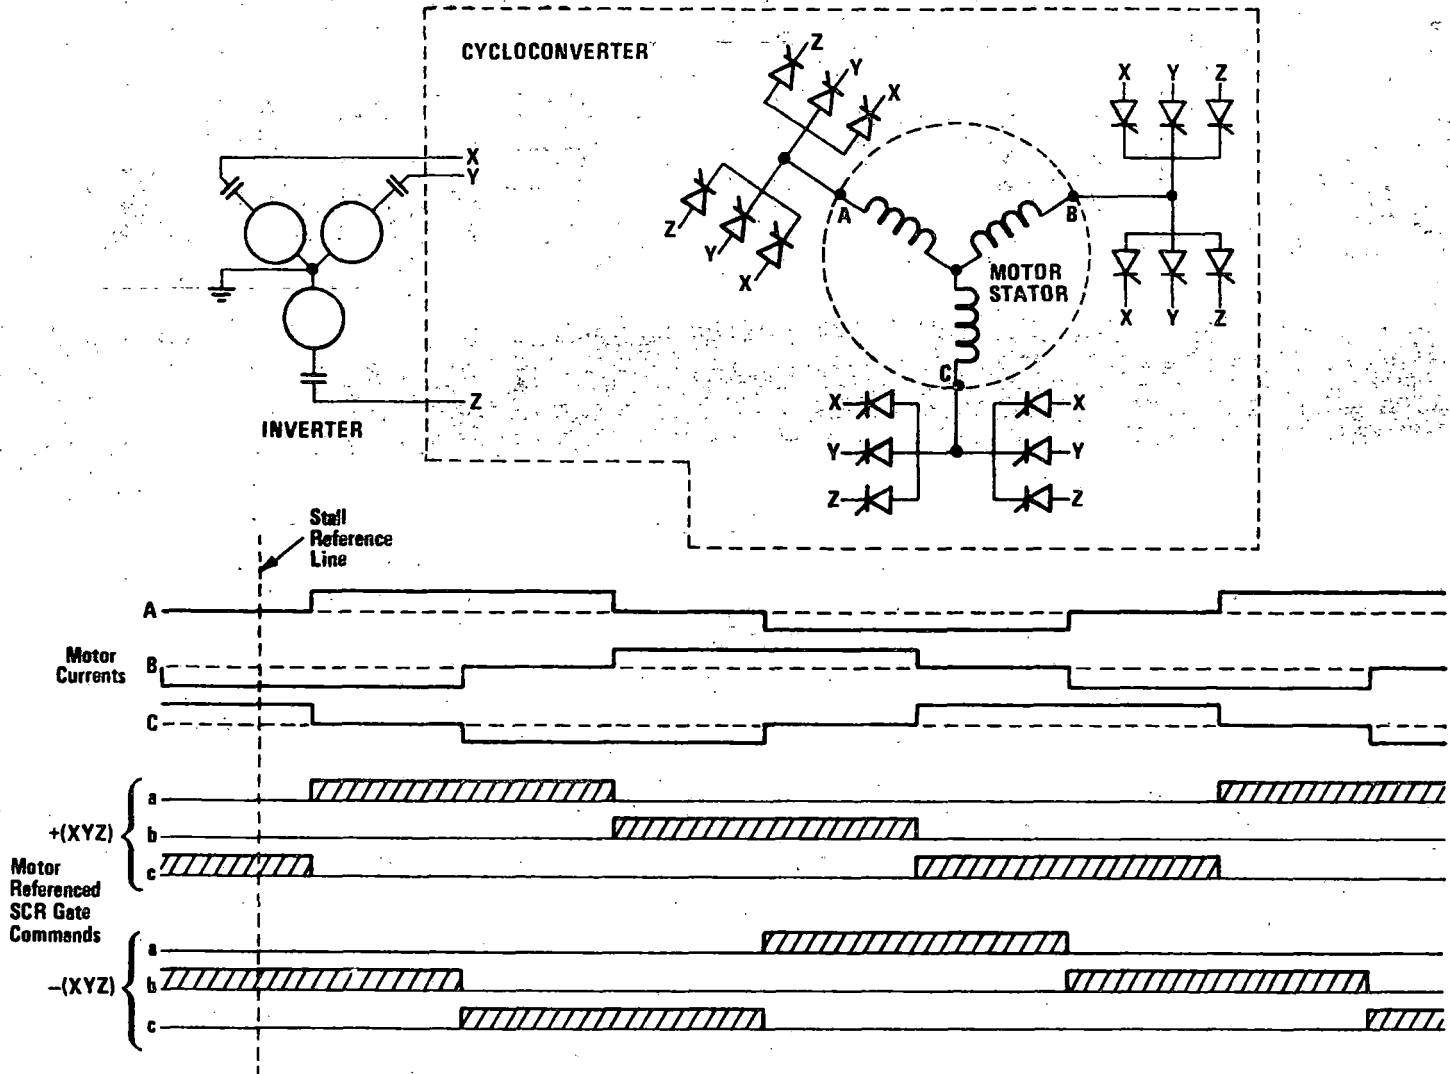 CYCLOCONVERTER
Z
Y
X
X Y Z
X
Y
A
B
Z
Y
X
MOTOR
STATOR
X Y Z
C
X
X
Y
Y
Z
Z
Z
INVERTER
Stall
Reference
Line
A
Motor
Currents
B
C
Motor
Referenced
SCR Gate
Commands
+(XYZ)
a
b
c
−(XYZ)
a
b
c